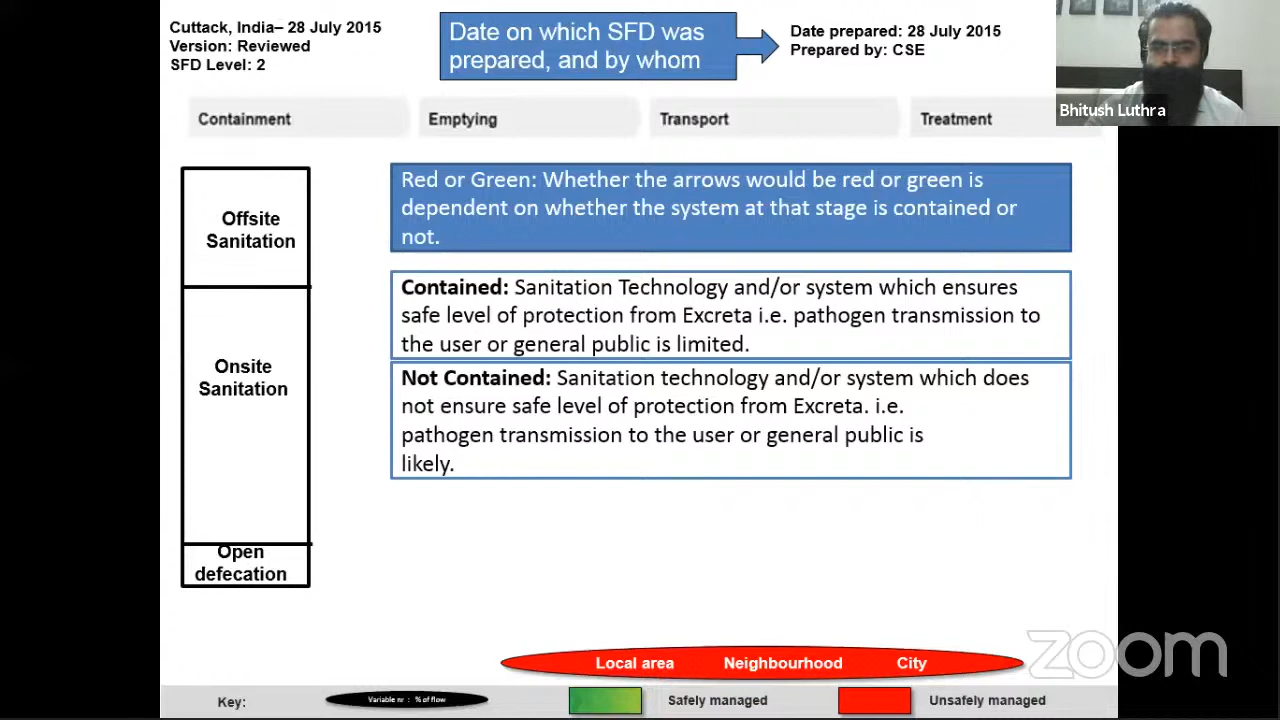 Cuttack, India– 28 July 2015
Version: Reviewed
SFD Level: 2
Date on which SFD was
prepared, and by whom
Date prepared: 28 July 2015
Prepared by: CSE
Bhitush Luthra
Containment
Emptying
Transport
Treatment
Offsite
Sanitation
Onsite
Sanitation
Open
defecation
Red or Green: Whether the arrows would be red or green is
dependent on whether the system at that stage is contained or
not.
Contained: Sanitation Technology and/or system which ensures
safe level of protection from Excreta i.e. pathogen transmission to
the user or general public is limited.
Not Contained: Sanitation technology and/or system which does
not ensure safe level of protection from Excreta. i.e.
pathogen transmission to the user or general public is
likely.
Local area
Neighbourhood
City
Key:
Variable nr : % of flow
Safely managed
Unsafely managed
zoom